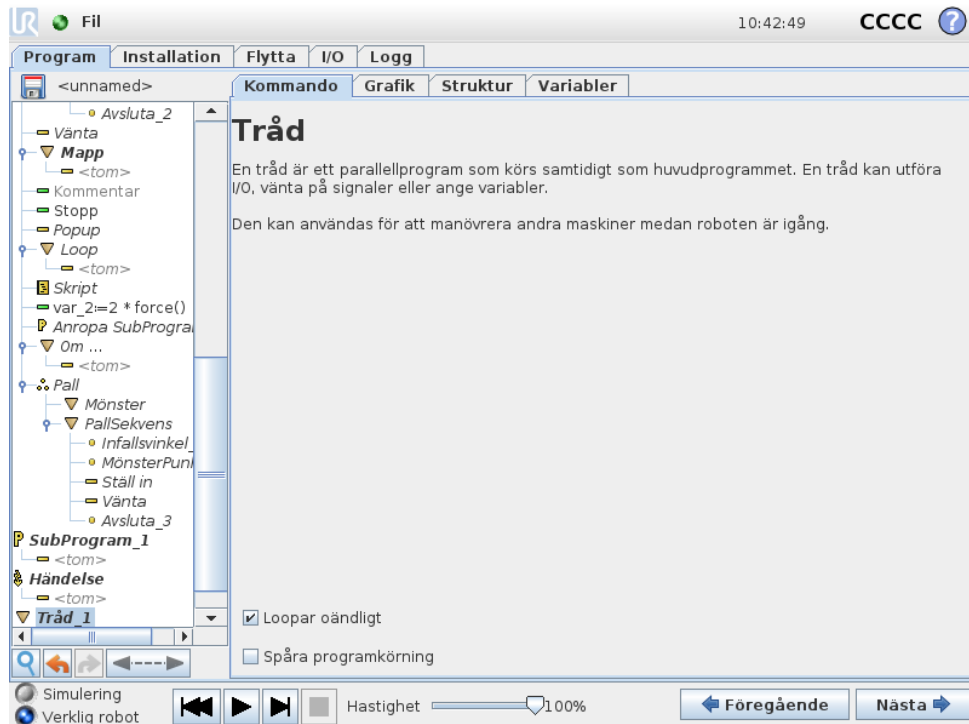 UR Fil 10:42:49 CCCC ?
Program Installation Flytta I/O Logg
<unnamed> Kommando Grafik Struktur Variabler
Avsluta_2
Vänta
Mapp
<tom>
Kommentar
Stopp
Popup
Loop
<tom>
Skript
var_2:=2 * force()
Anropa SubProgra
Om ...
<tom>
Pall
Mönster
PallSekvens
Infallsvinkel_
MönsterPun
Ställ in
Vänta
Avsluta_3
P SubProgram_1
<tom>
Händelse
<tom>
Tråd_1
Tråd
En tråd är ett parallellprogram som körs samtidigt som huvudprogrammet. En tråd kan utföra
I/O, vänta på signaler eller ange variabler.
Den kan användas för att manövrera andra maskiner medan roboten är igång.
Loopar oändligt
Spåra programkörning
Simulering
Verklig robot
Hastighet 100%
Föregående Nästa